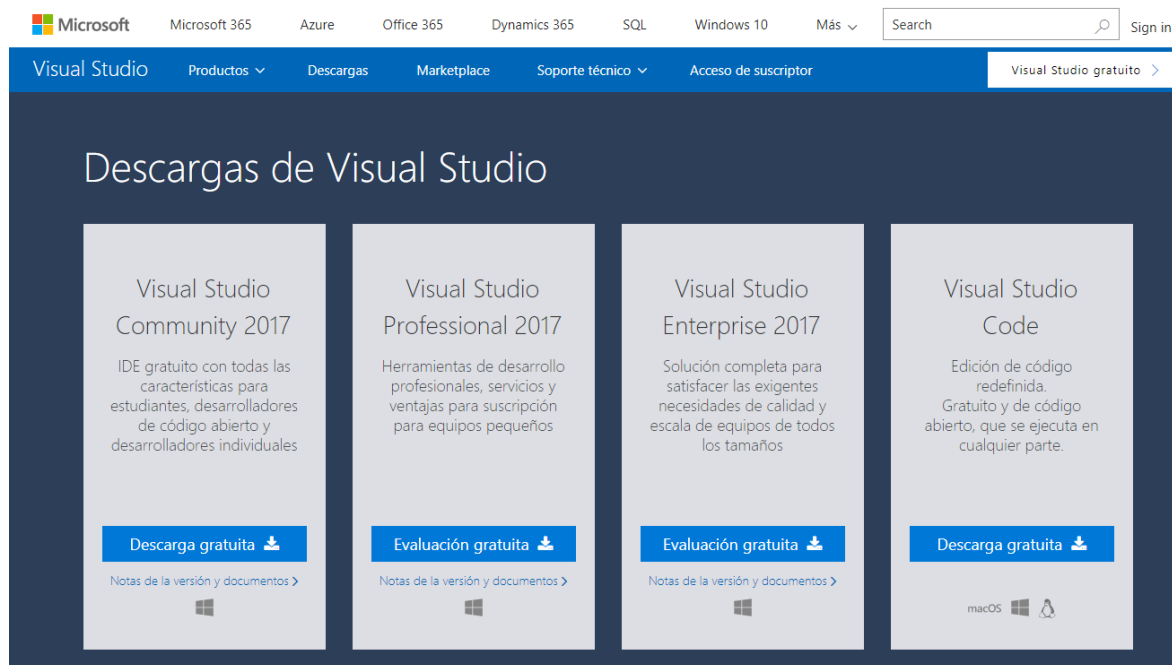 Microsoft Microsoft 365 Azure Office 365 Dynamics 365 SQL Windows 10 Más Search Sign in
Visual Studio Productos Descargas Marketplace Soporte técnico Acceso de suscriptor Visual Studio gratuito
Descargas de Visual Studio
Visual Studio
Community 2017
IDE gratuito con todas las
características para
estudiantes, desarrolladores
de código abierto y
desarrolladores individuales
Descarga gratuita
Notas de la versión y documentos
Visual Studio
Professional 2017
Herramientas de desarrollo
profesionales, servicios y
ventajas para suscripción
para equipos pequeños
Evaluación gratuita
Notas de la versión y documentos
Visual Studio
Enterprise 2017
Solución completa para
satisfacer las exigentes
necesidades de calidad y
escala de equipos de todos
los tamaños
Evaluación gratuita
Notas de la versión y documentos
Visual Studio
Code
Edición de código
redefinida.
Gratuito y de código
abierto, que se ejecuta en
cualquier parte.
Descarga gratuita
macOS